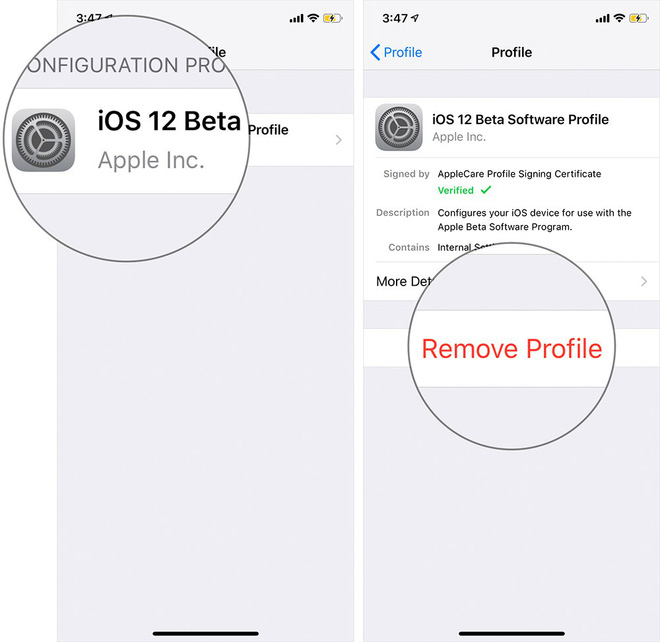 3:47
file
ONFIGURATION PRO
iOS 12 Beta Profile
Apple Inc.
3:47
Profile
Profile
iOS 12 Beta Software Profile
Apple Inc.
Signed by AppleCare Profile Signing Certificate
Verified
Description Configures your iOS device for use with the
Apple Beta Software Program.
Contains Internal
More Det
Remove Profile